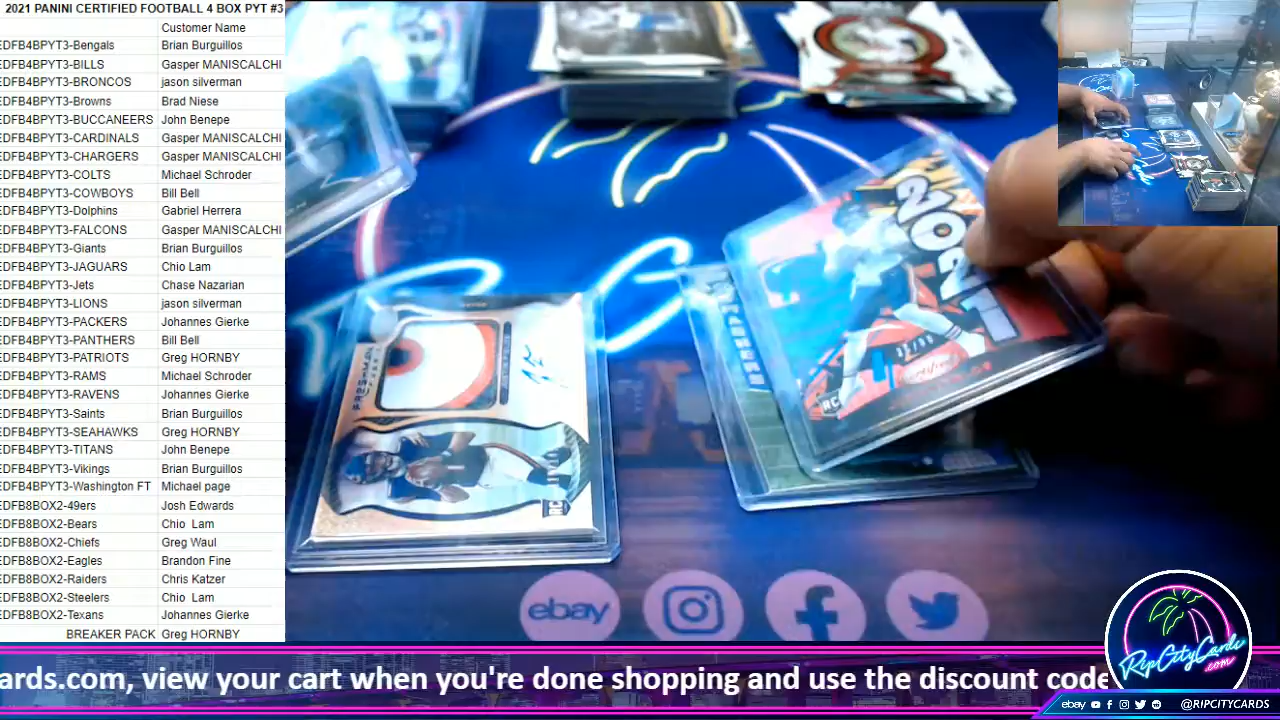 2021 PANINI CERTIFIED FOOTBALL 4 BOX PYT #3
Customer Name
EDFB4BPYT3-Bengals Brian Burguillos
EDFB4BPYT3-BILLS Gasper MANISCALCHI
EDFB4BPYT3-BRONCOS jason silverman
EDFB4BPYT3-Browns Brad Niese
EDFB4BPYT3-BUCCANEERS John Benepe
EDFB4BPYT3-CARDINALS Gasper MANISCALCHI
EDFB4BPYT3-CHARGERS Gasper MANISCALCHI
EDFB4BPYT3-COLTS Michael Schroder
EDFB4BPYT3-COWBOYS Bill Bell
EDFB4BPYT3-Dolphins Gabriel Herrera
EDFB4BPYT3-FALCONS Gasper MANISCALCHI
EDFB4BPYT3-Giants Brian Burguillos
EDFB4BPYT3-JAGUARS Chio Lam
EDFB4BPYT3-Jets Chase Nazarian
EDFB4BPYT3-LIONS jason silverman
EDFB4BPYT3-PACKERS Johannes Gierke
EDFB4BPYT3-PANTHERS Bill Bell
EDFB4BPYT3-PATRIOTS Greg HORNBY
EDFB4BPYT3-RAMS Michael Schroder
EDFB4BPYT3-RAVENS Johannes Gierke
EDFB4BPYT3-Saints Brian Burguillos
EDFB4BPYT3-SEAHAWKS Greg HORNBY
EDFB4BPYT3-TITANS John Benepe
EDFB4BPYT3-Vikings Brian Burguillos
EDFB4BPYT3-Washington FT Michael page
EDFB8BOX2-49ers Josh Edwards
EDFB8BOX2-Bears Chio Lam
EDFB8BOX2-Chiefs Greg Waul
EDFB8BOX2-Eagles Brandon Fine
EDFB8BOX2-Raiders Chris Katzer
EDFB8BOX2-Steelers Chio Lam
EDFB8BOX2-Texans Johannes Gierke
BREAKER PACK Greg HORNBY
2021
RC
RC
ebay
RipCityCards
.com
ards.com, view your cart when you're done shopping and use the discount code
ebay @RIPCITYCARDS